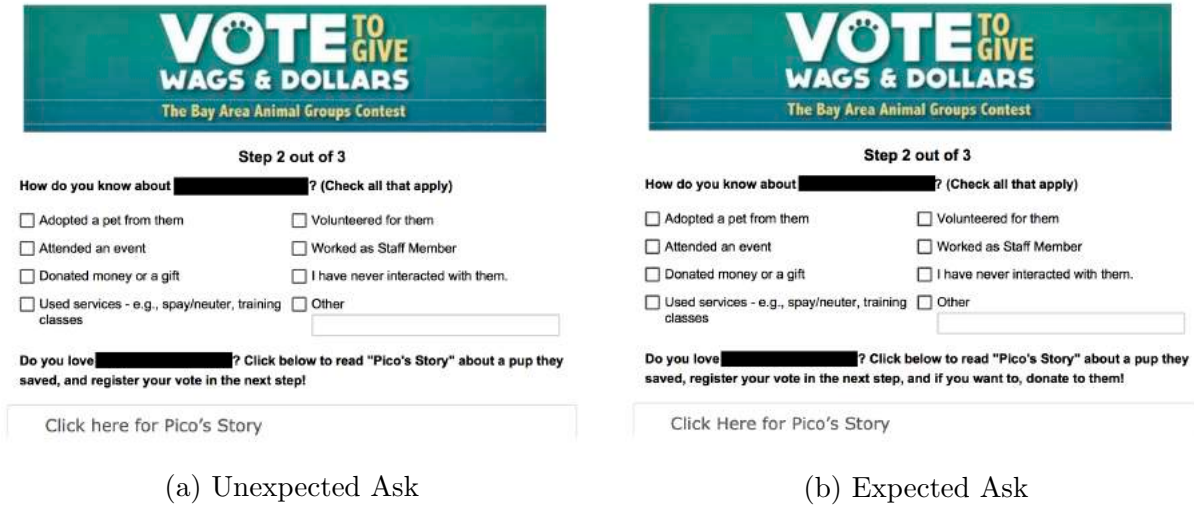 VOTE TO GIVE
WAGS & DOLLARS
The Bay Area Animal Groups Contest
Step 2 out of 3
How do you know about ? (Check all that apply)
Adopted a pet from them
Volunteered for them
Attended an event
Worked as Staff Member
Donated money or a gift
I have never interacted with them.
Used services - e.g., spay/neuter, training
classes
Other
Do you love ? Click below to read "Pico's Story" about a pup they
saved, and register your vote in the next step!
Click here for Pico's Story
(a) Unexpected Ask
VOTE TO GIVE
WAGS & DOLLARS
The Bay Area Animal Groups Contest
Step 2 out of 3
How do you know about ? (Check all that apply)
Adopted a pet from them
Volunteered for them
Attended an event
Worked as Staff Member
Donated money or a gift
I have never interacted with them.
Used services - e.g., spay/neuter, training
classes
Other
Do you love ? Click below to read "Pico's Story" about a pup they
saved, register your vote in the next step, and if you want to, donate to them!
Click Here for Pico's Story
(b) Expected Ask